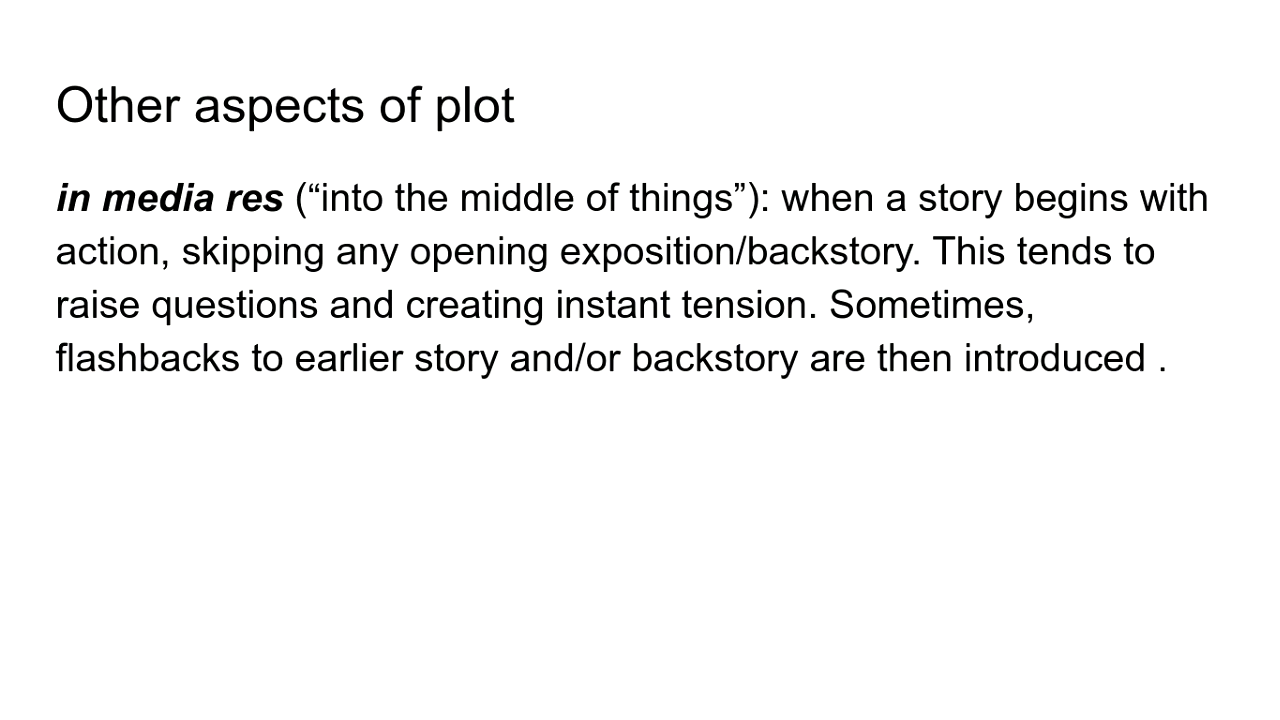 Other aspects of plot
in media res (“into the middle of things”): when a story begins with
action, skipping any opening exposition/backstory. This tends to
raise questions and creating instant tension. Sometimes,
flashbacks to earlier story and/or backstory are then introduced .